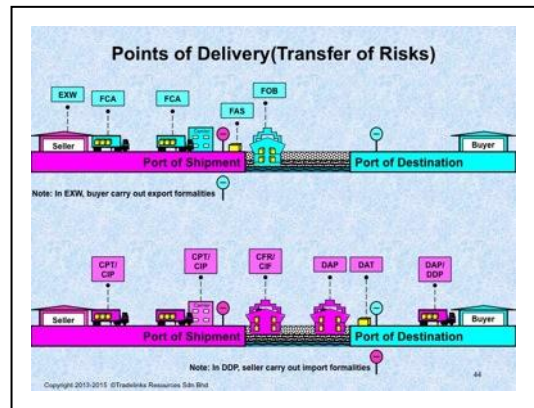 Points of Delivery(Transfer of Risks)
EXW
FCA
FCA
FAS
FOB
Seller
Carrier
Buyer
Port of Shipment
Port of Destination
Note: In EXW, buyer carry out export formalities
CPT/
CIP
CPT/
CIP
CFR/
CIF
DAP
DAT
DAP/
DDP
Seller
Carrier
Buyer
Port of Shipment
Port of Destination
Note: In DDP, seller carry out import formalities
44
Copyright 2013-2015 ©Tradelinks Resources Sdn Bhd